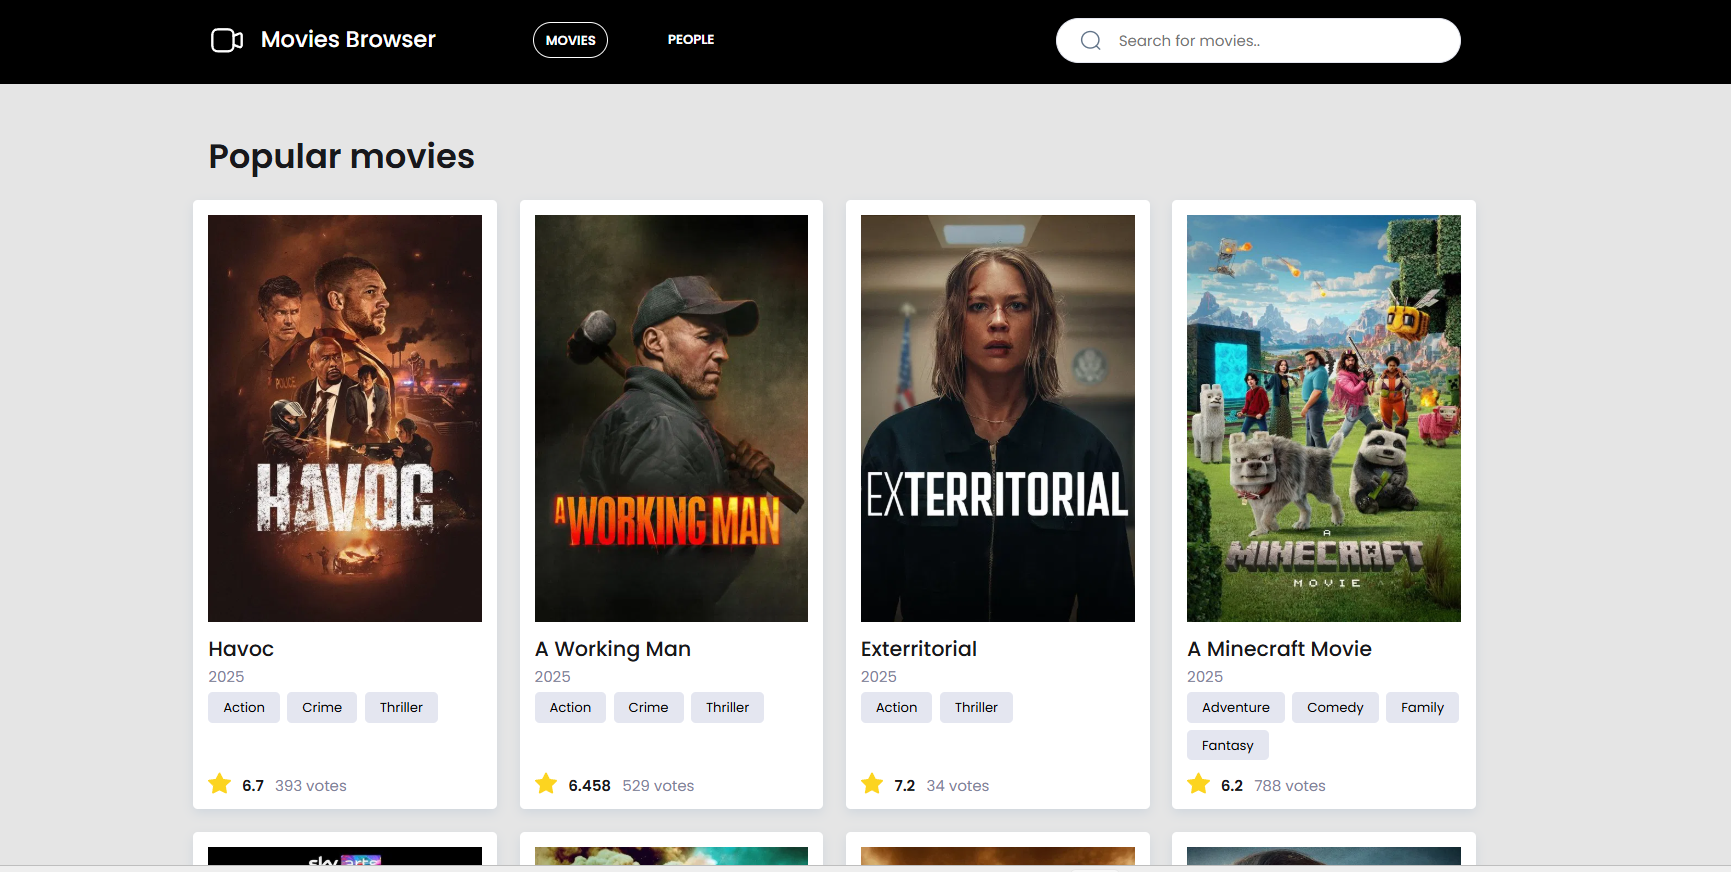 Movies Browser
MOVIES
PEOPLE
Search for movies..
Popular movies
POLICE
HAVOC
A WORKING MAN
EXTERRITORIAL
A
MINECRAFT
MOVIE
Havoc
2025
Action Crime Thriller
6.7 393 votes
A Working Man
2025
Action Crime Thriller
6.458 529 votes
Exterritorial
2025
Action Thriller
7.2 34 votes
A Minecraft Movie
2025
Adventure Comedy Family
Fantasy
6.2 788 votes
sky arts